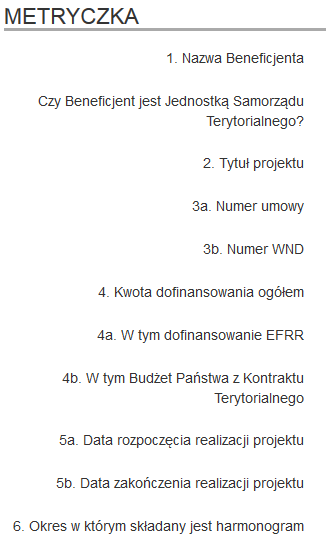 METRYCZKA
1. Nazwa Beneficjenta
Czy Beneficjent jest Jednostką Samorządu
Terytorialnego?
2. Tytuł projektu
3a. Numer umowy
3b. Numer WND
4. Kwota dofinansowania ogółem
4a. W tym dofinansowanie EFRR
4b. W tym Budżet Państwa z Kontraktu
Terytorialnego
5a. Data rozpoczęcia realizacji projektu
5b. Data zakończenia realizacji projektu
6. Okres w którym składany jest harmonogram